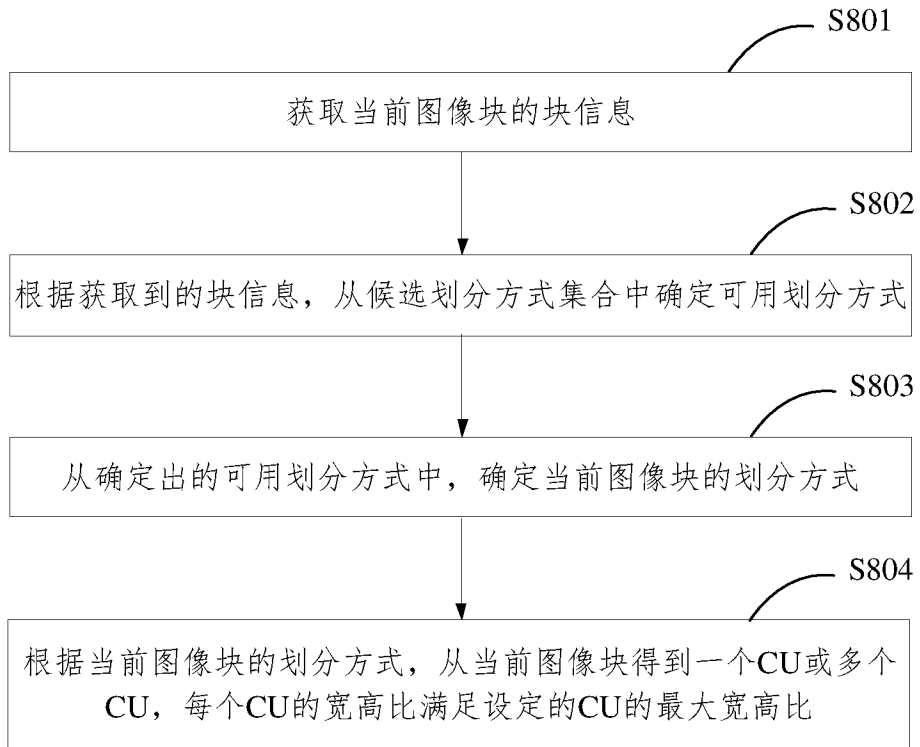 S801
获取当前图像块的块信息
S802
根据获取到的块信息，从候选划分方式集合中确定可用划分方式
S803
从确定出的可用划分方式中，确定当前图像块的划分方式
S804
根据当前图像块的划分方式，从当前图像块得到一个CU或多个
CU，每个CU的宽高比满足设定的CU的最大宽高比